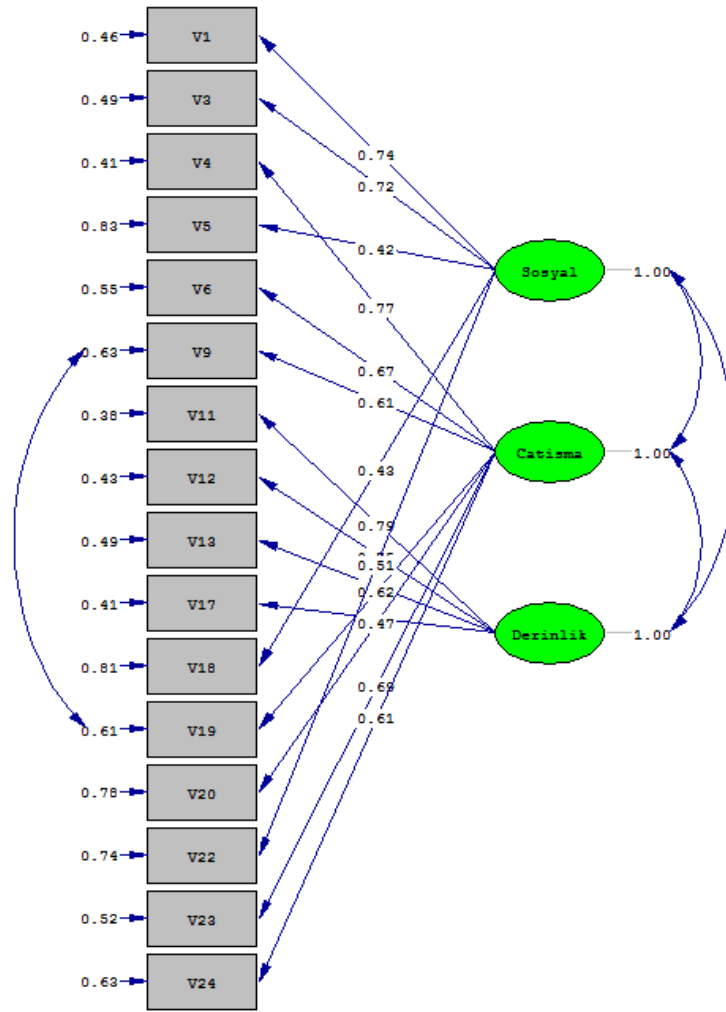 0.46 V1
0.49 V3
0.41 V4
0.83 V5
0.55 V6
0.63 V9
0.38 V11
0.43 V12
0.49 V13
0.41 V17
0.81 V18
0.61 V19
0.78 V20
0.74 V22
0.52 V23
0.63 V24
0.74
0.72
0.42
0.77
0.67
0.61
0.43
0.79
0.51
0.62
0.47
0.69
0.61
Sosyal 1.00
Catisma 1.00
Derinlik 1.00